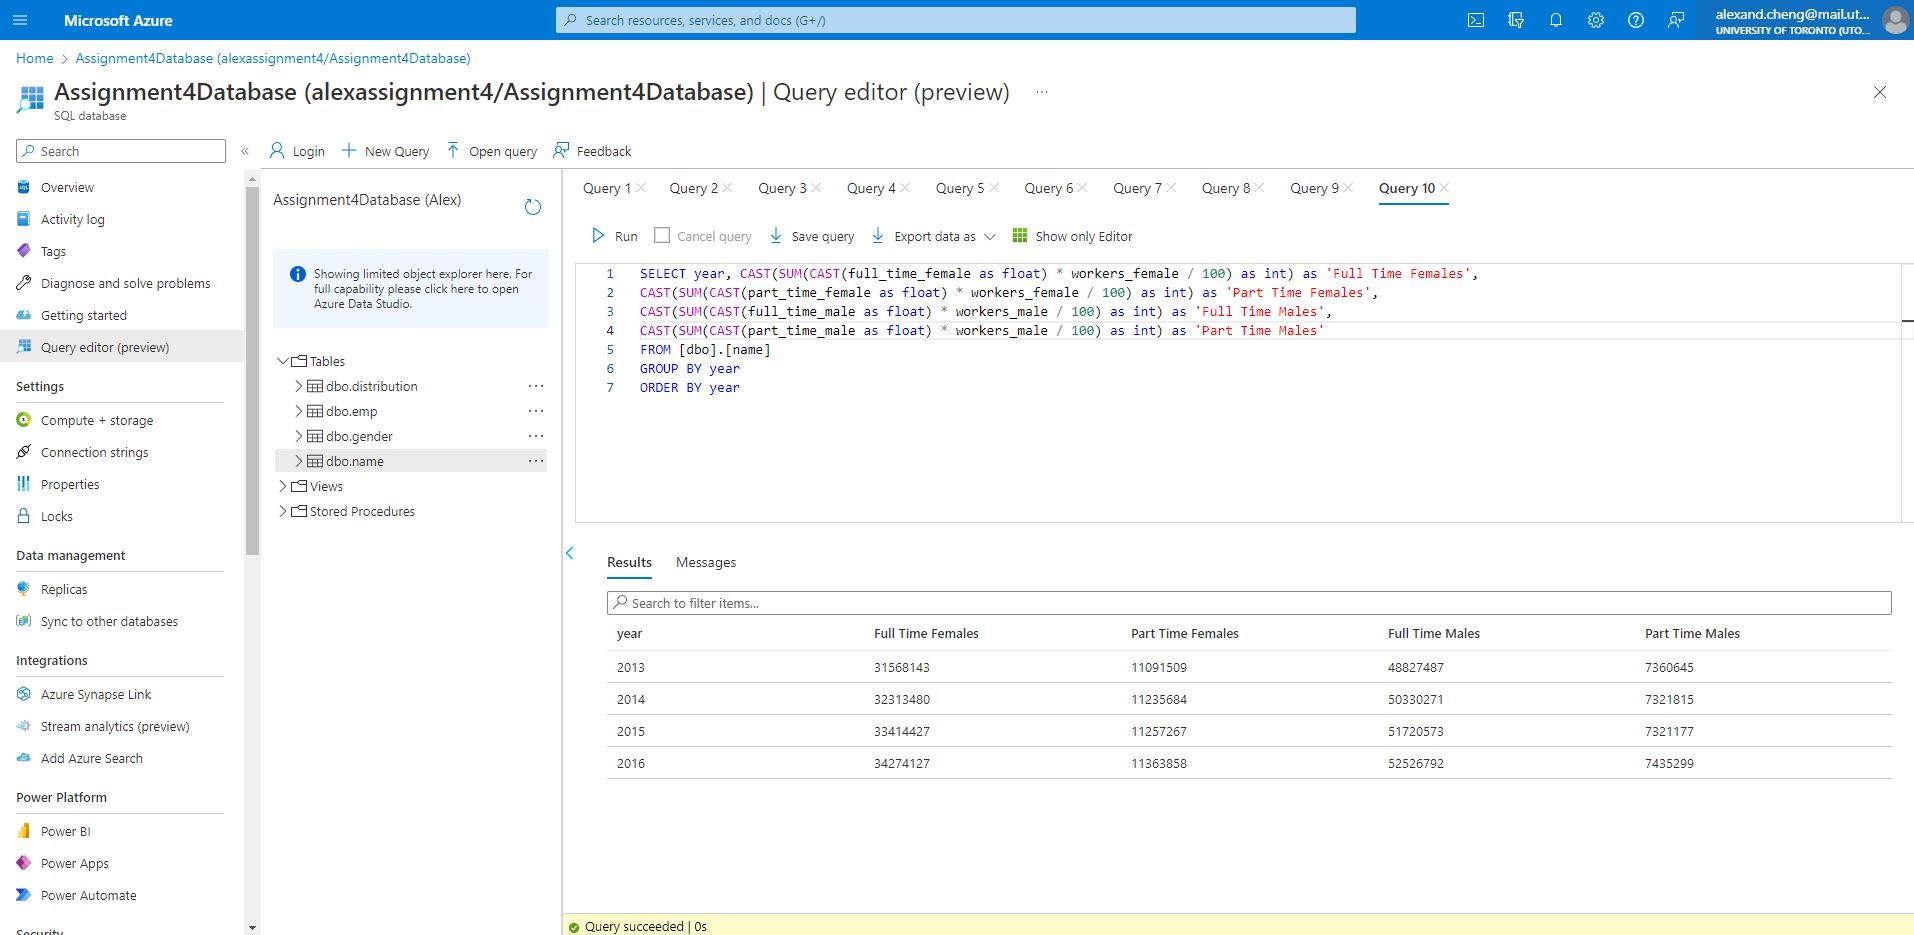 Microsoft Azure
Search resources, services, and docs (G+/)
alexand.cheng@mail.ut...
UNIVERSITY OF TORONTO (UTO...
Home > Assignment4Database (alexassignment4/Assignment4Database)
Assignment4Database (alexassignment4/Assignment4Database) | Query editor (preview) ...
SQL database
Search
«
Overview
Activity log
Tags
Diagnose and solve problems
Getting started
Query editor (preview)
Settings
Compute + storage
Connection strings
Properties
Locks
Data management
Replicas
Sync to other databases
Integrations
Azure Synapse Link
Stream analytics (preview)
Add Azure Search
Power Platform
Power BI
Power Apps
Power Automate
Security
Login New Query Open query Feedback
Assignment4Database (Alex)
Showing limited object explorer here. For
full capability please click here to open
Azure Data Studio.
Tables
dbo.distribution ...
dbo.emp ...
dbo.gender ...
dbo.name ...
Views
Stored Procedures
Query 1 Query 2 Query 3 Query 4 Query 5 Query 6 Query 7 Query 8 Query 9 Query 10
Run Cancel query Save query Export data as Show only Editor
1 SELECT year, CAST(SUM(CAST(full_time_female as float) * workers_female / 100) as int) as 'Full Time Females',
2 CAST(SUM(CAST(part_time_female as float) * workers_female / 100) as int) as 'Part Time Females',
3 CAST(SUM(CAST(full_time_male as float) * workers_male / 100) as int) as 'Full Time Males',
4 CAST(SUM(CAST(part_time_male as float) * workers_male / 100) as int) as 'Part Time Males'
5 FROM [dbo].[name]
6 GROUP BY year
7 ORDER BY year
Results Messages
Search to filter items...
year Full Time Females Part Time Females Full Time Males Part Time Males
2013 31568143 11091509 48827487 7360645
2014 32313480 11235684 50330271 7321815
2015 33414427 11257267 51720573 7321177
2016 34274127 11363858 52526792 7435299
Query succeeded | 0s